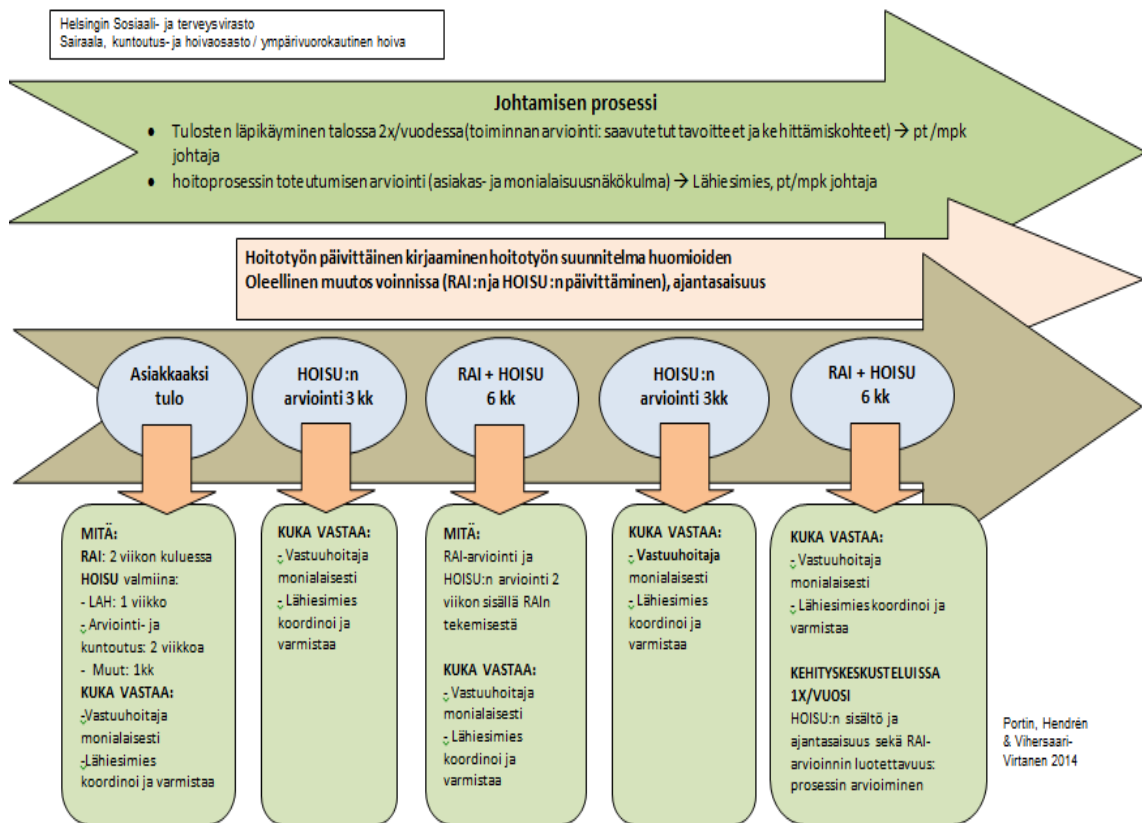 Helsingin Sosiaali- ja terveysvirasto
Sairaala, kuntoutus- ja hoivaosasto / ympärivuorokautinen hoiva
Johtamisen prosessi
• Tulosten läpikäyminen talossa 2x/vuodessa(toiminnan arviointi: saavutetut tavoitteet ja kehittämiskohteet) → pt /mpk
johtaja
• hoitoprosessin toteutumisen arviointi (asiakas- ja monialaisuusnäkökulma) → Lähiesimies, pt/mpk johtaja
Hoitotyön päivittäinen kirjaaminen hoitotyön suunnitelma huomioiden
Oleellinen muutos voinnissa (RAI:n ja HOISU:n päivittäminen), ajantasaisuus
Asiakkaaksi
tulo
HOISU:n
arviointi 3 kk
RAI + HOISU
6 kk
HOISU:n
arviointi 3kk
RAI + HOISU
6 kk
MITÄ:
RAI: 2 viikon kuluessa
HOISU valmiina:
- LAH: 1 viikko
- Arviointi- ja
kuntoutus: 2 viikkoa
- Muut: 1kk
KUKA VASTAA:
-Vastuuhoitaja
monialaisesti
-Lähiesimies
koordinoi ja varmistaa
KUKA VASTAA:
- Vastuuhoitaja
monialaisesti
- Lähiesimies
koordinoi ja
varmistaa
MITÄ:
RAI-arviointi ja
HOISU:n arviointi 2
viikon sisällä RAIn
tekemisestä
KUKA VASTAA:
- Vastuuhoitaja
monialaisesti
- Lähiesimies
koordinoi ja
varmistaa
KUKA VASTAA:
- Vastuuhoitaja
monialaisesti
- Lähiesimies
koordinoi ja
varmistaa
KUKA VASTAA:
- Vastuuhoitaja
monialaisesti
- Lähiesimies koordinoi ja
varmistaa
KEHITYSKESKUSTELUISSA
1X/VUOSI
HOISU:n sisältö ja
ajantasaisuus sekä RAI-
arvioinnin luotettavuus:
prosessin arvioiminen
Portin, Hendrén
& Vihersaari-
Virtanen 2014